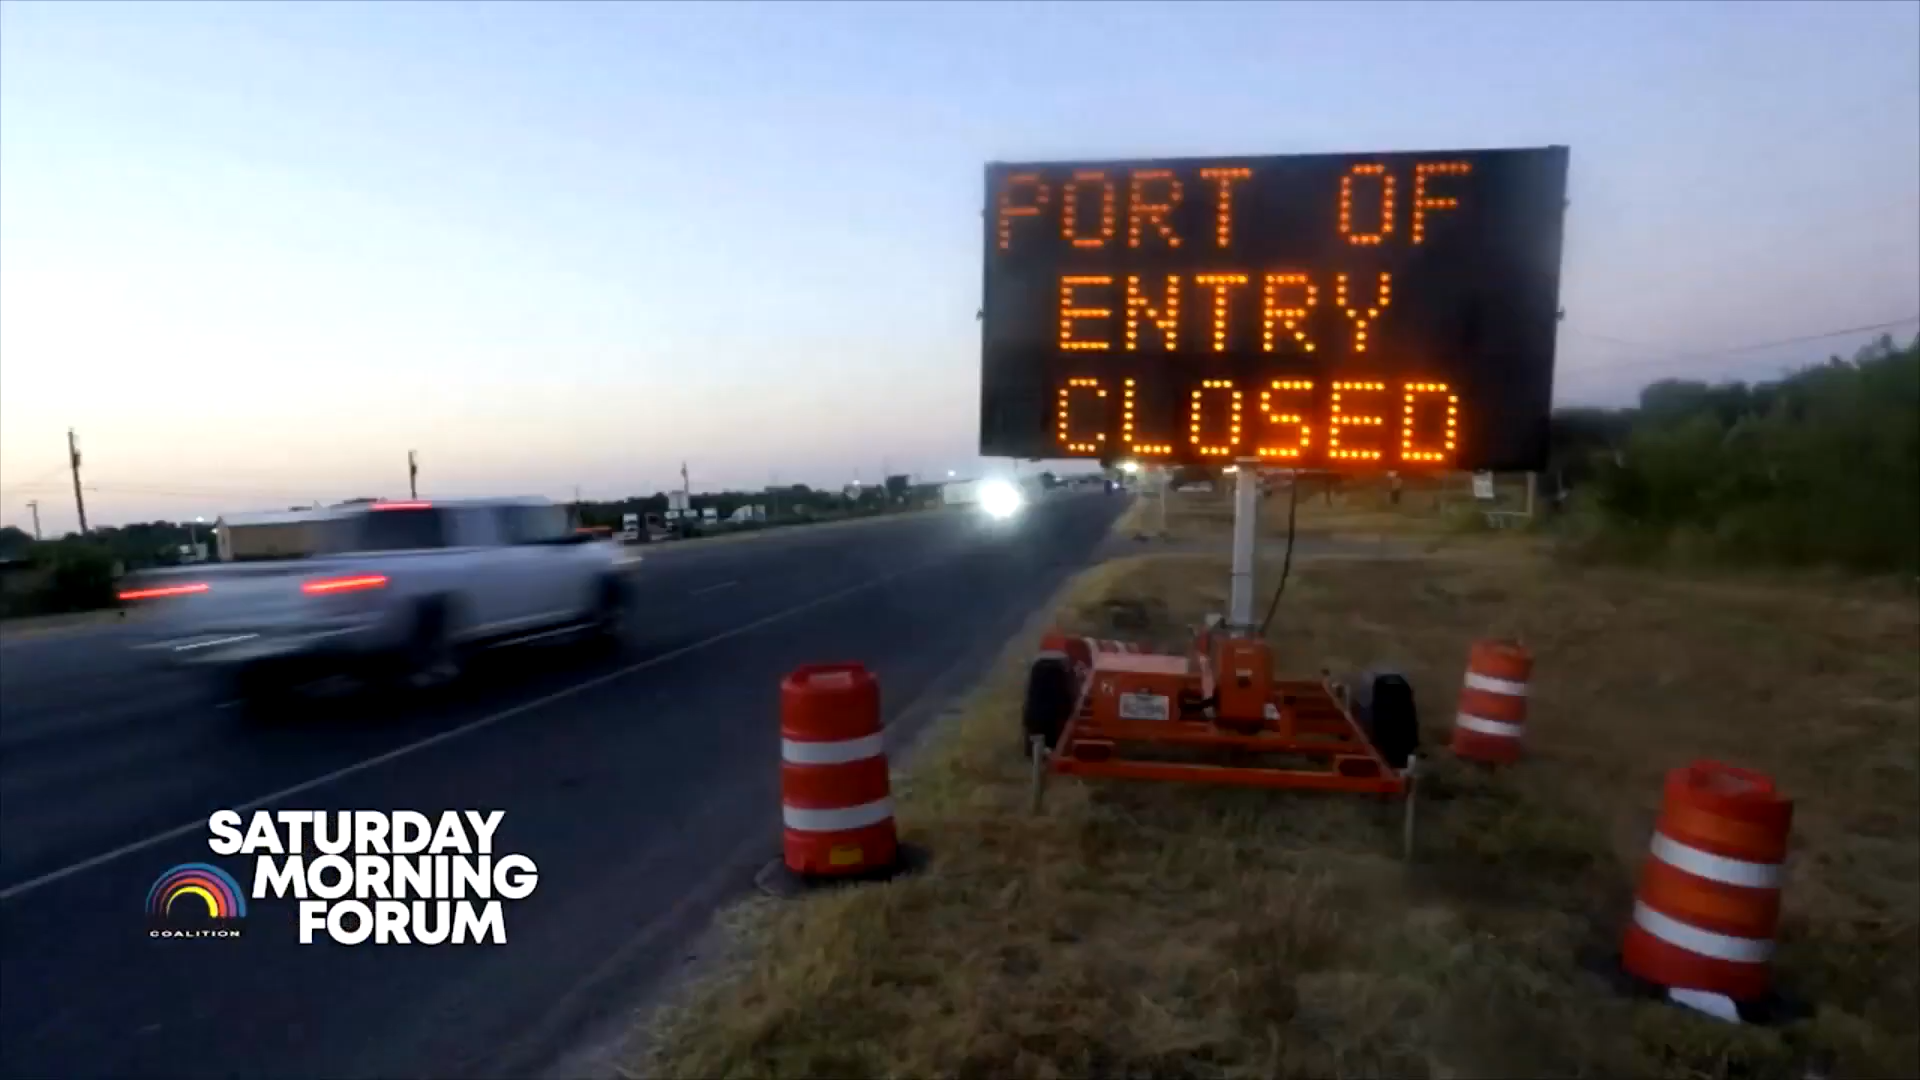 PORT OF
ENTRY
CLOSED
SATURDAY
MORNING
FORUM
COALITION